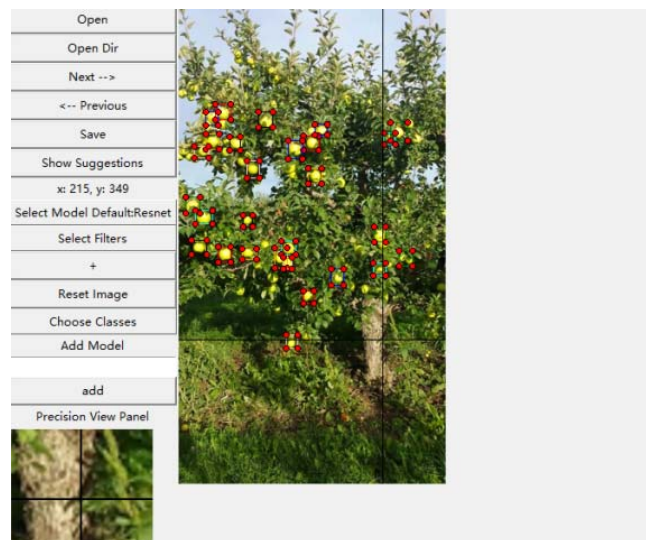 Open
Open Dir
Next -->
<-- Previous
Save
Show Suggestions
x: 215, y: 349
Select Model Default:Resnet
Select Filters
+
Reset Image
Choose Classes
Add Model
add
Precision View Panel